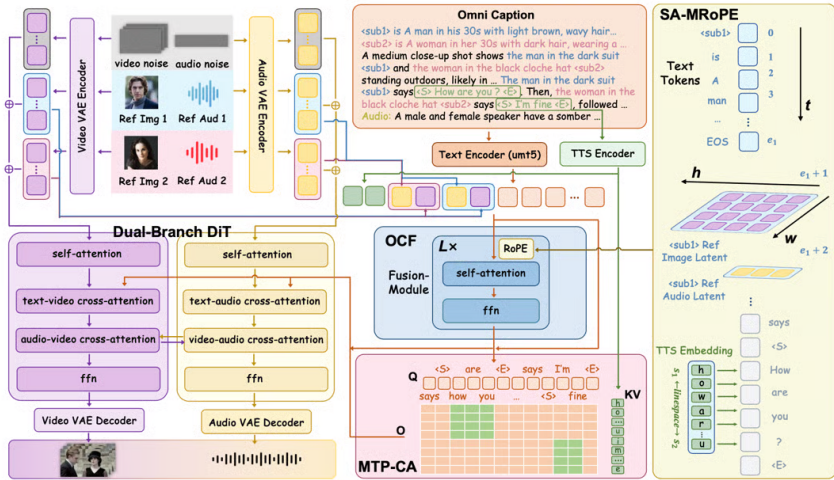 video noise
audio noise
Ref Img 1
Ref Aud 1
Ref Img 2
Ref Aud 2
Video VAE Encoder
Audio VAE Encoder
Omni Caption
<sub1> is A man in his 30s with light brown, wavy hair...
<sub2> is A woman in her 30s with dark hair, wearing a ...
A medium close-up shot shows the man in the dark suit
<sub1> and the woman in the black cloche hat <sub2>
standing outdoors, likely in ... The man in the dark suit
<sub1> says <S> How are you ? <E>, Then, the woman in the
black cloche hat <sub2> says <S> I'm fine <E>, followed ...
Audio: A male and female speaker have a somber ...
Text Encoder (umt5)
TTS Encoder
...
Dual-Branch DiT
self-attention
text-video cross-attention
audio-video cross-attention
ffn
Video VAE Decoder
self-attention
text-audio cross-attention
video-audio cross-attention
ffn
Audio VAE Decoder
OCF
Fusion-
Module
L×
RoPE
self-attention
ffn
Q
<S> are <E> says I'm <E>
says how you ... <S> fine
KV
h
o
...
u
j
m
...
e
O
MTP-CA
SA-MRoPE
Text
Tokens
<sub1> 0
is 1
A 2
man 3
...
EOS e₁
t
h
w
e₁ + 1
<sub1> Ref
Image Latent
e₁ + 2
<sub1> Ref
Audio Latent
TTS Embedding
s₁ ←linespace→ s₂
h
o
w
a
r
u
says
<S>
How
are
you
?
<E>